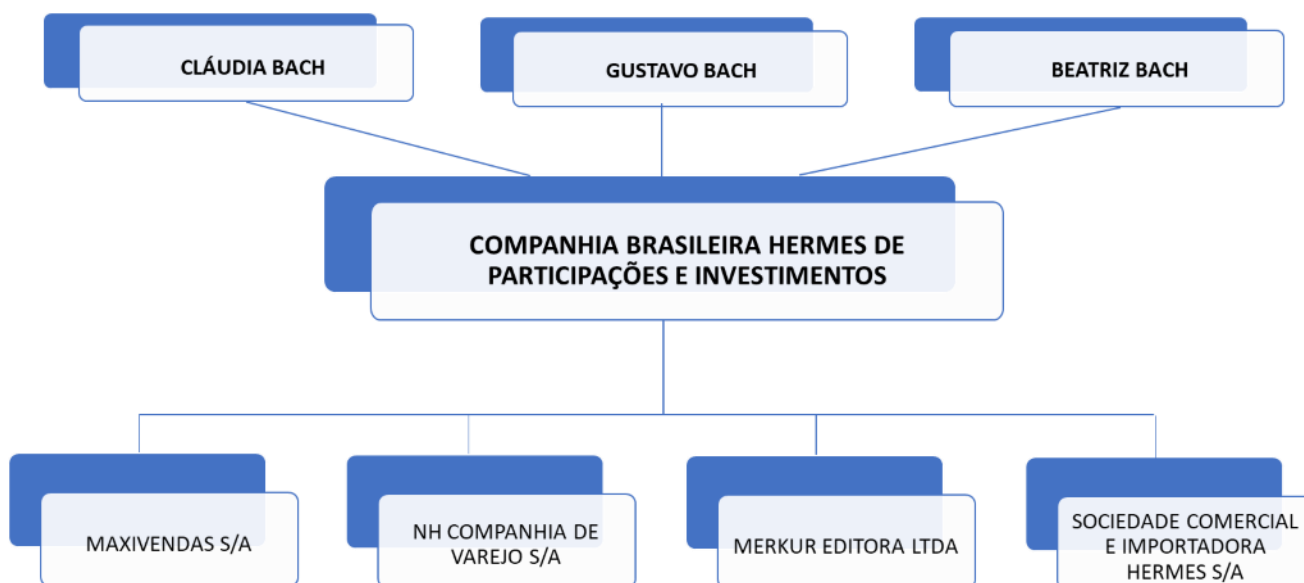 CLÁUDIA BACH
GUSTAVO BACH
BEATRIZ BACH
COMPANHIA BRASILEIRA HERMES DE
PARTICIPAÇÕES E INVESTIMENTOS
MAXIVENDAS S/A
NH COMPANHIA DE
VAREJO S/A
MERKUR EDITORA LTDA
SOCIEDADE COMERCIAL
E IMPORTADORA
HERMES S/A